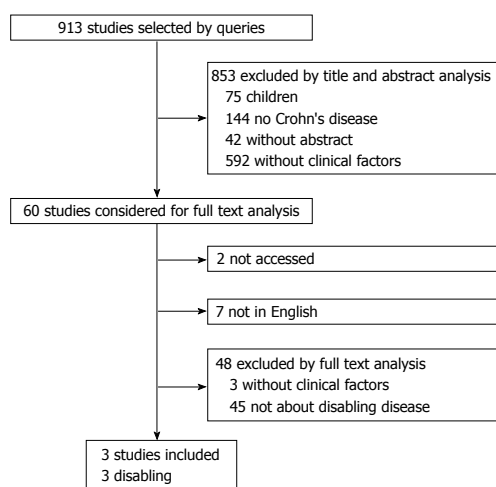 913 studies selected by queries
853 excluded by title and abstract analysis
75 children
144 no Crohn's disease
42 without abstract
592 without clinical factors
60 studies considered for full text analysis
2 not accessed
7 not in English
48 excluded by full text analysis
3 without clinical factors
45 not about disabling disease
3 studies included
3 disabling